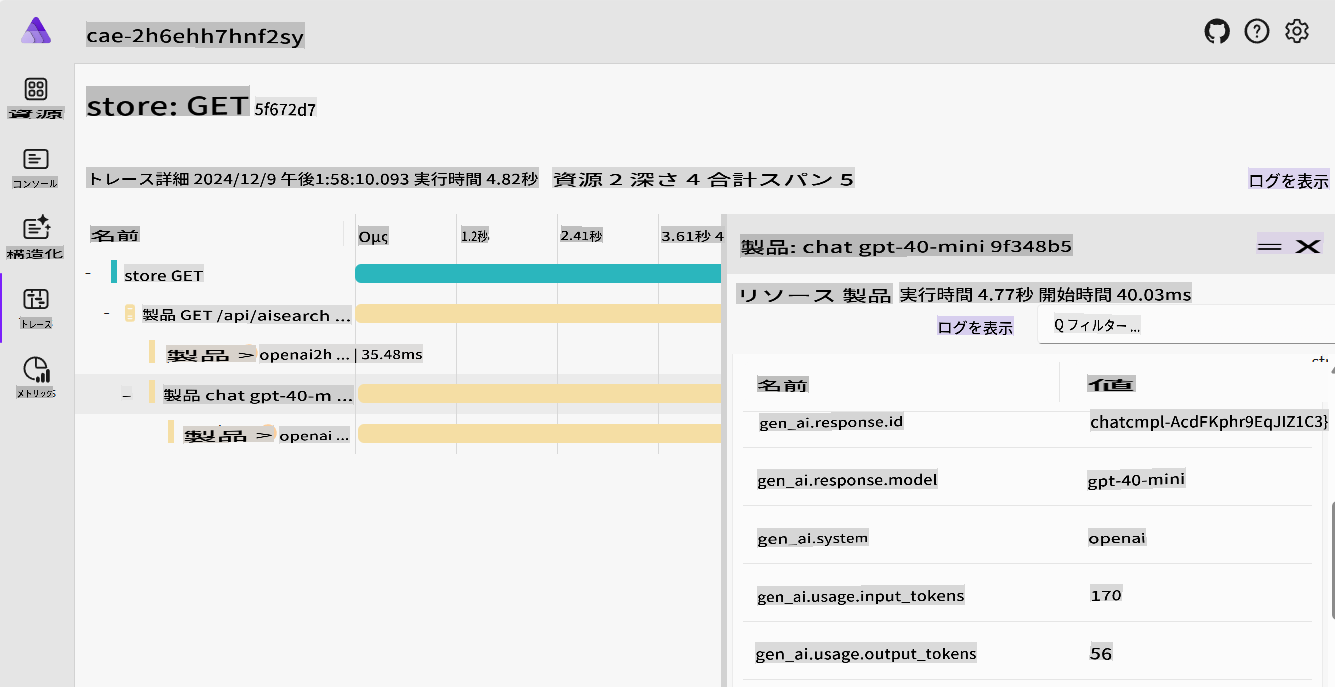 cae-2h6ehh7hnf2sy
資源
コンソール
構造化
トレース
メトリックス
store: GET 5f672d7
トレース詳細 2024/12/9 午後1:58:10.093 実行時間 4.82秒 資源 2 深さ 4 合計スパン 5
ログを表示
名前 0μς 1.2秒 2.41秒 3.61秒 4
store GET
製品 GET /api/aisearch ...
製品 > openai2h ... | 35.48ms
製品 chat gpt-40-m ...
製品 > openai ...
製品: chat gpt-40-mini 9f348b5
リソース 製品 実行時間 4.77秒 開始時間 40.03ms
ログを表示 Q フィルター ...
名前 値
gen_ai.response.id chatcmpl-AcdFKphr9EqJIZ1C3}
gen_ai.response.model gpt-40-mini
gen_ai.system openai
gen_ai.usage.input_tokens 170
gen_ai.usage.output_tokens 56